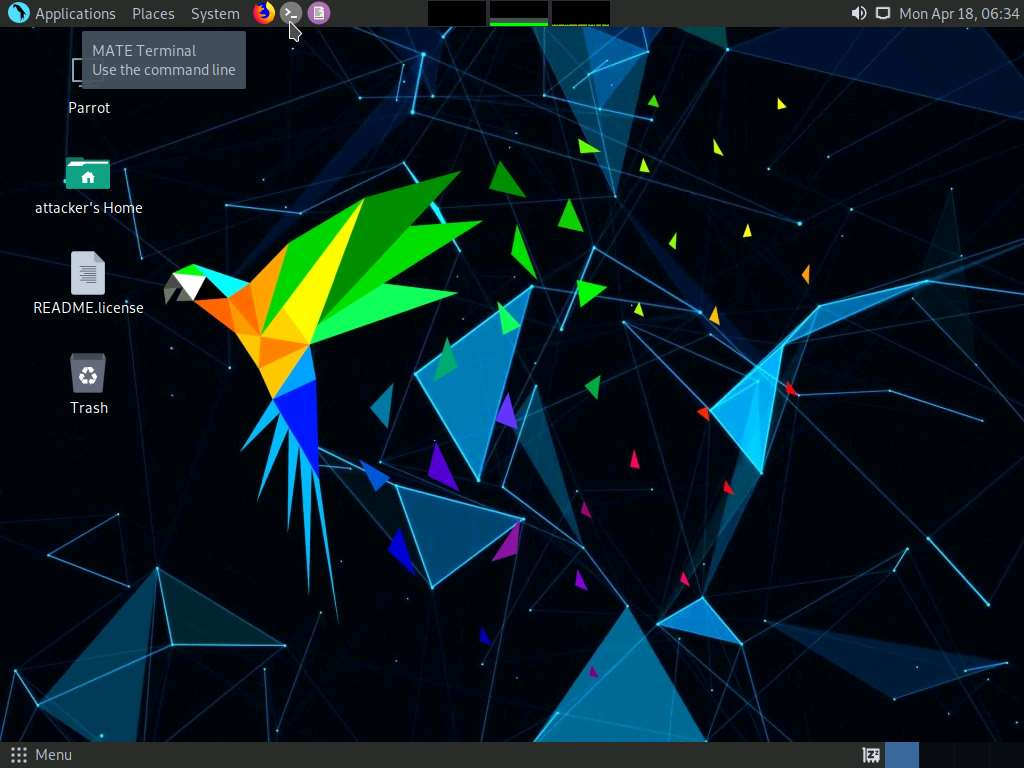 Applications Places System Mon Apr 18, 06:34
MATE Terminal
Use the command line
Parrot
attacker's Home
README.license
Trash
Menu